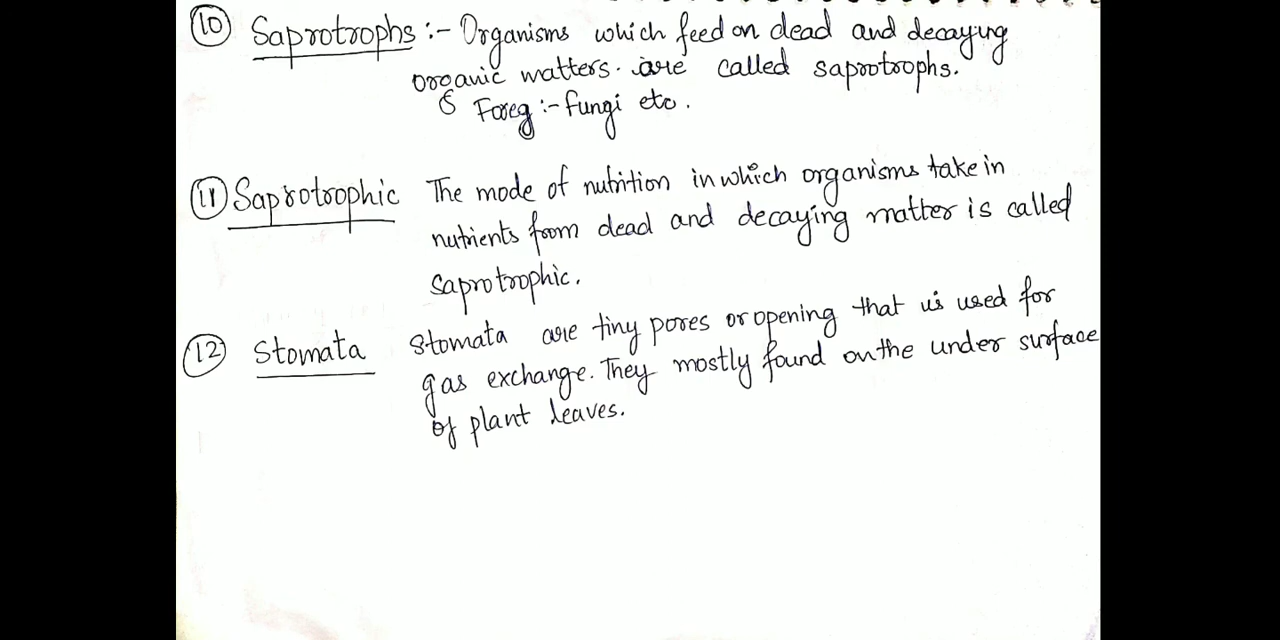 10 Saprotrophs :- Organisms which feed on dead and decaying
organic matters. are called saprotrophs.
Foreg :- fungi etc.
11 Saprotrophic The mode of nutrition in which organisms take in
nutrients from dead and decaying matter is called
saprotrophic.
12 Stomata Stomata are tiny pores or opening that is used for
gas exchange. They mostly found on the under surface
of plant leaves.